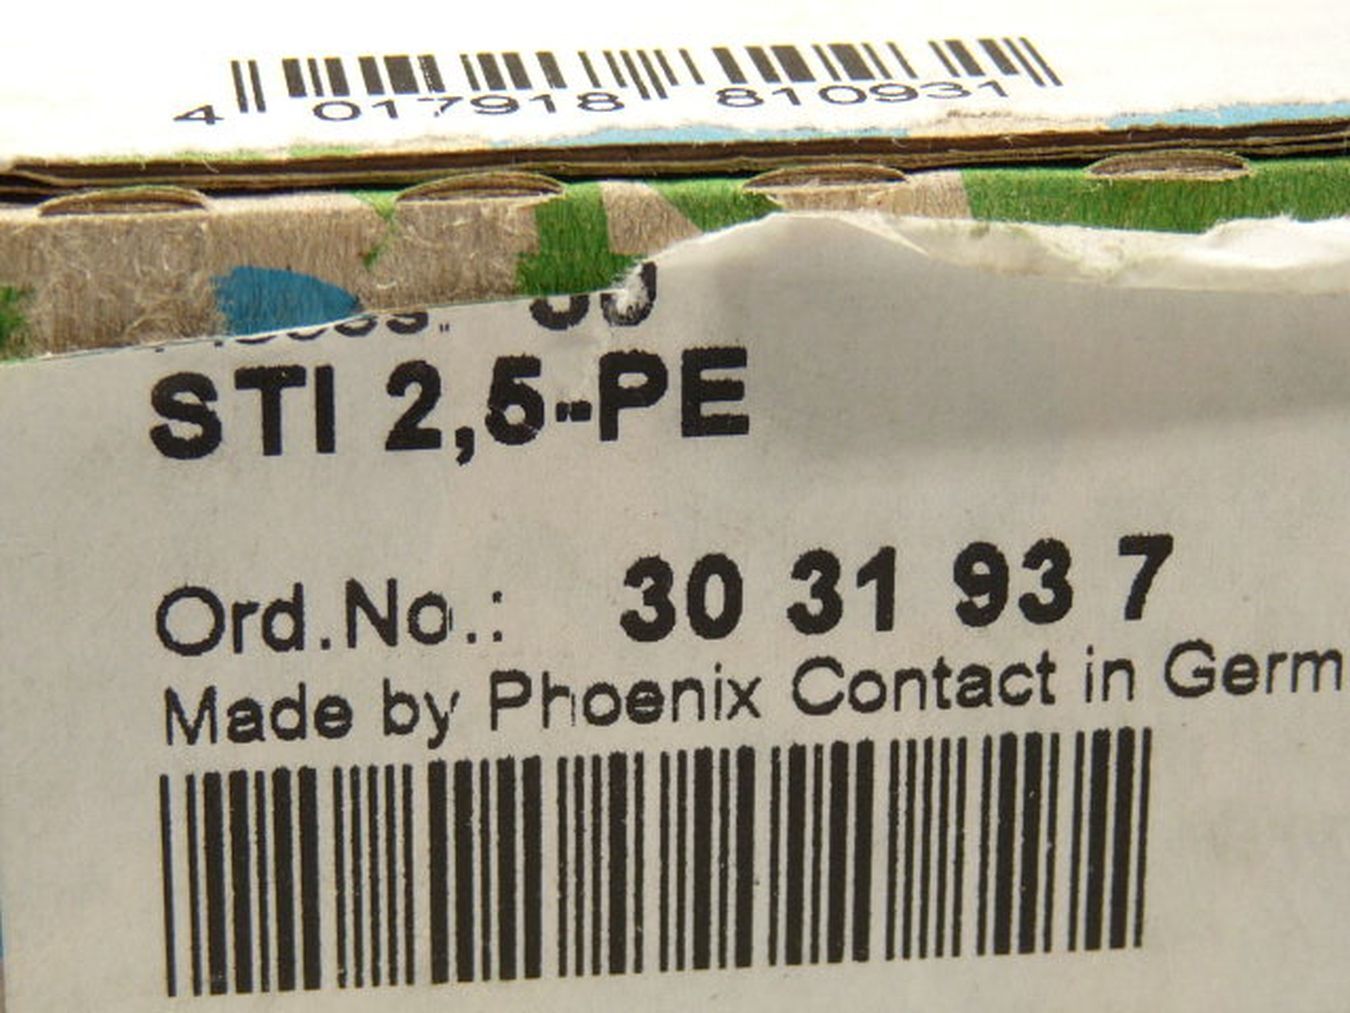 4 017918 810931
STI 2,5-PE
Ord.No.: 30 31 93 7
Made by Phoenix Contact in Germ